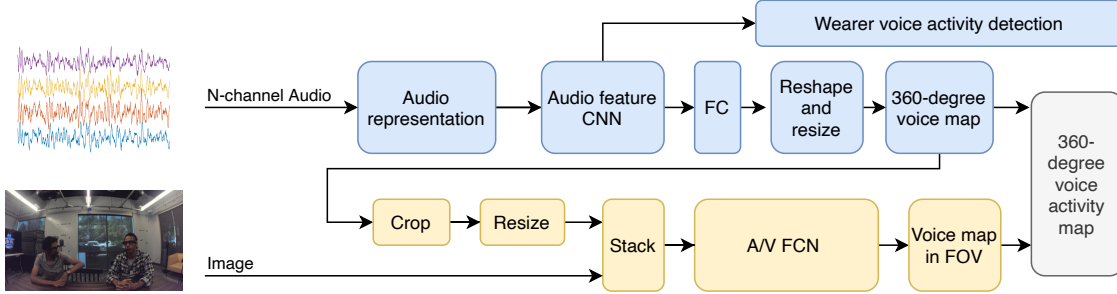 Wearer voice activity detection
N-channel Audio
Audio
representation
Audio feature
CNN
FC
Reshape
and
resize
360-degree
voice map
360-
degree
voice
activity
map
Crop
Resize
Stack
A/V FCN
Voice map
in FOV
Image